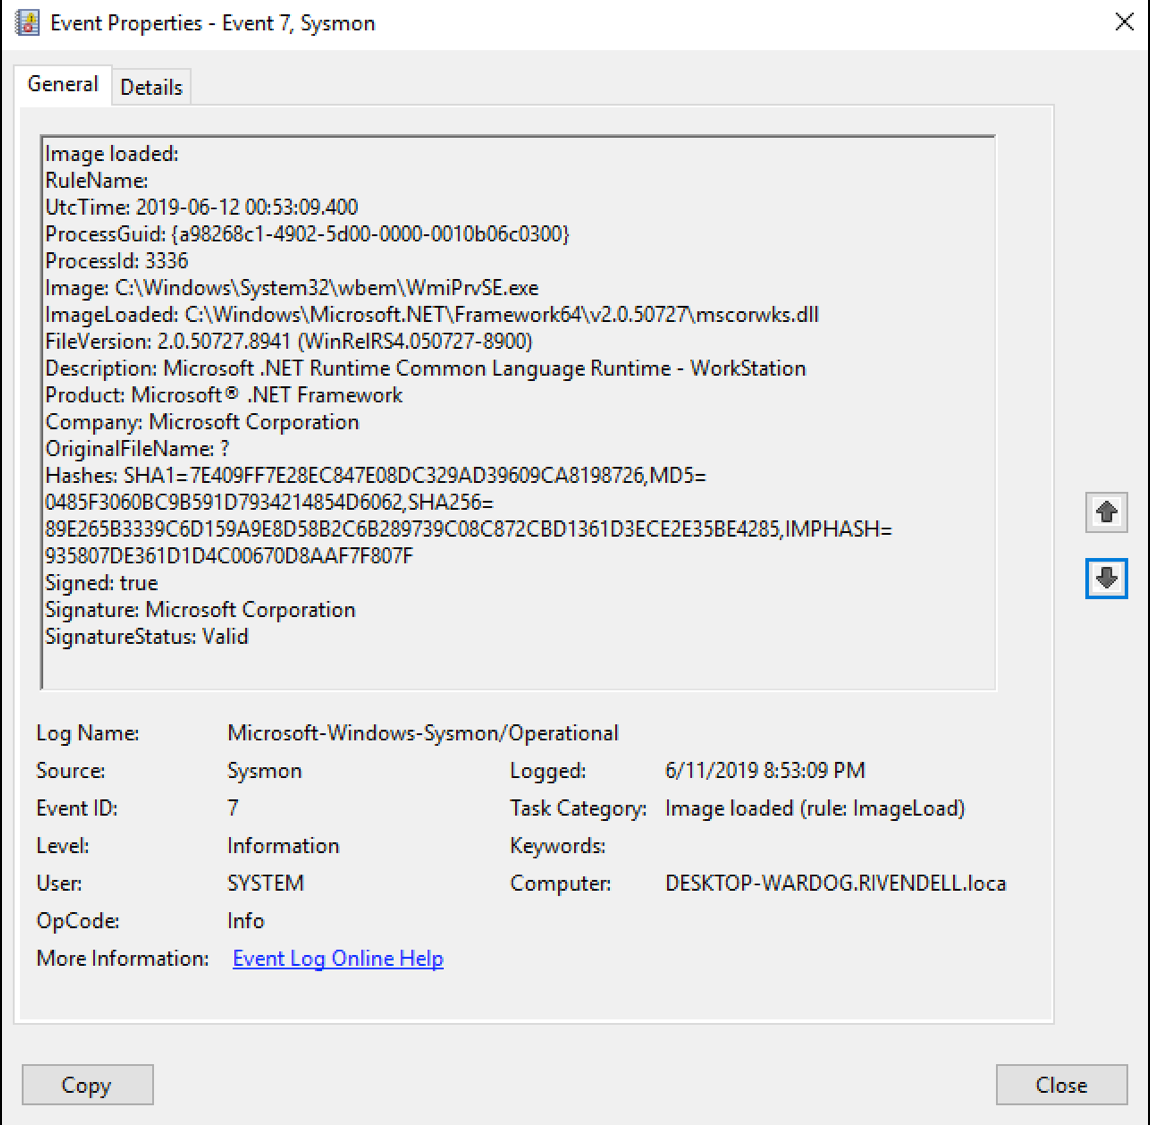 Event Properties - Event 7, Sysmon
General
Details
Image loaded:
RuleName:
UtcTime: 2019-06-12 00:53:09.400
ProcessGuid: {a98268c1-4902-5d00-0000-0010b06c0300}
ProcessId: 3336
Image: C:\Windows\System32\wbem\WmiPrvSE.exe
ImageLoaded: C:\Windows\Microsoft.NET\Framework64\v2.0.50727\mscorwks.dll
FileVersion: 2.0.50727.8941 (WinRelRS4.050727-8900)
Description: Microsoft .NET Runtime Common Language Runtime - WorkStation
Product: Microsoft® .NET Framework
Company: Microsoft Corporation
OriginalFileName: ?
Hashes: SHA1=7E409FF7E28EC847E08DC329AD39609CA8198726,MD5=
0485F3060BC9B591D7934214854D6062,SHA256=
89E265B3339C6D159A9E8D58B2C6B289739C08C872CBD1361D3ECE2E35BE4285,IMPHASH=
935807DE361D1D4C00670D8AAF7F807F
Signed: true
Signature: Microsoft Corporation
SignatureStatus: Valid
Log Name: Microsoft-Windows-Sysmon/Operational
Source: Sysmon Logged: 6/11/2019 8:53:09 PM
Event ID: 7 Task Category: Image loaded (rule: ImageLoad)
Level: Information Keywords:
User: SYSTEM Computer: DESKTOP-WARDOG.RIVENDELL.loca
OpCode: Info
More Information: Event Log Online Help
Copy
Close